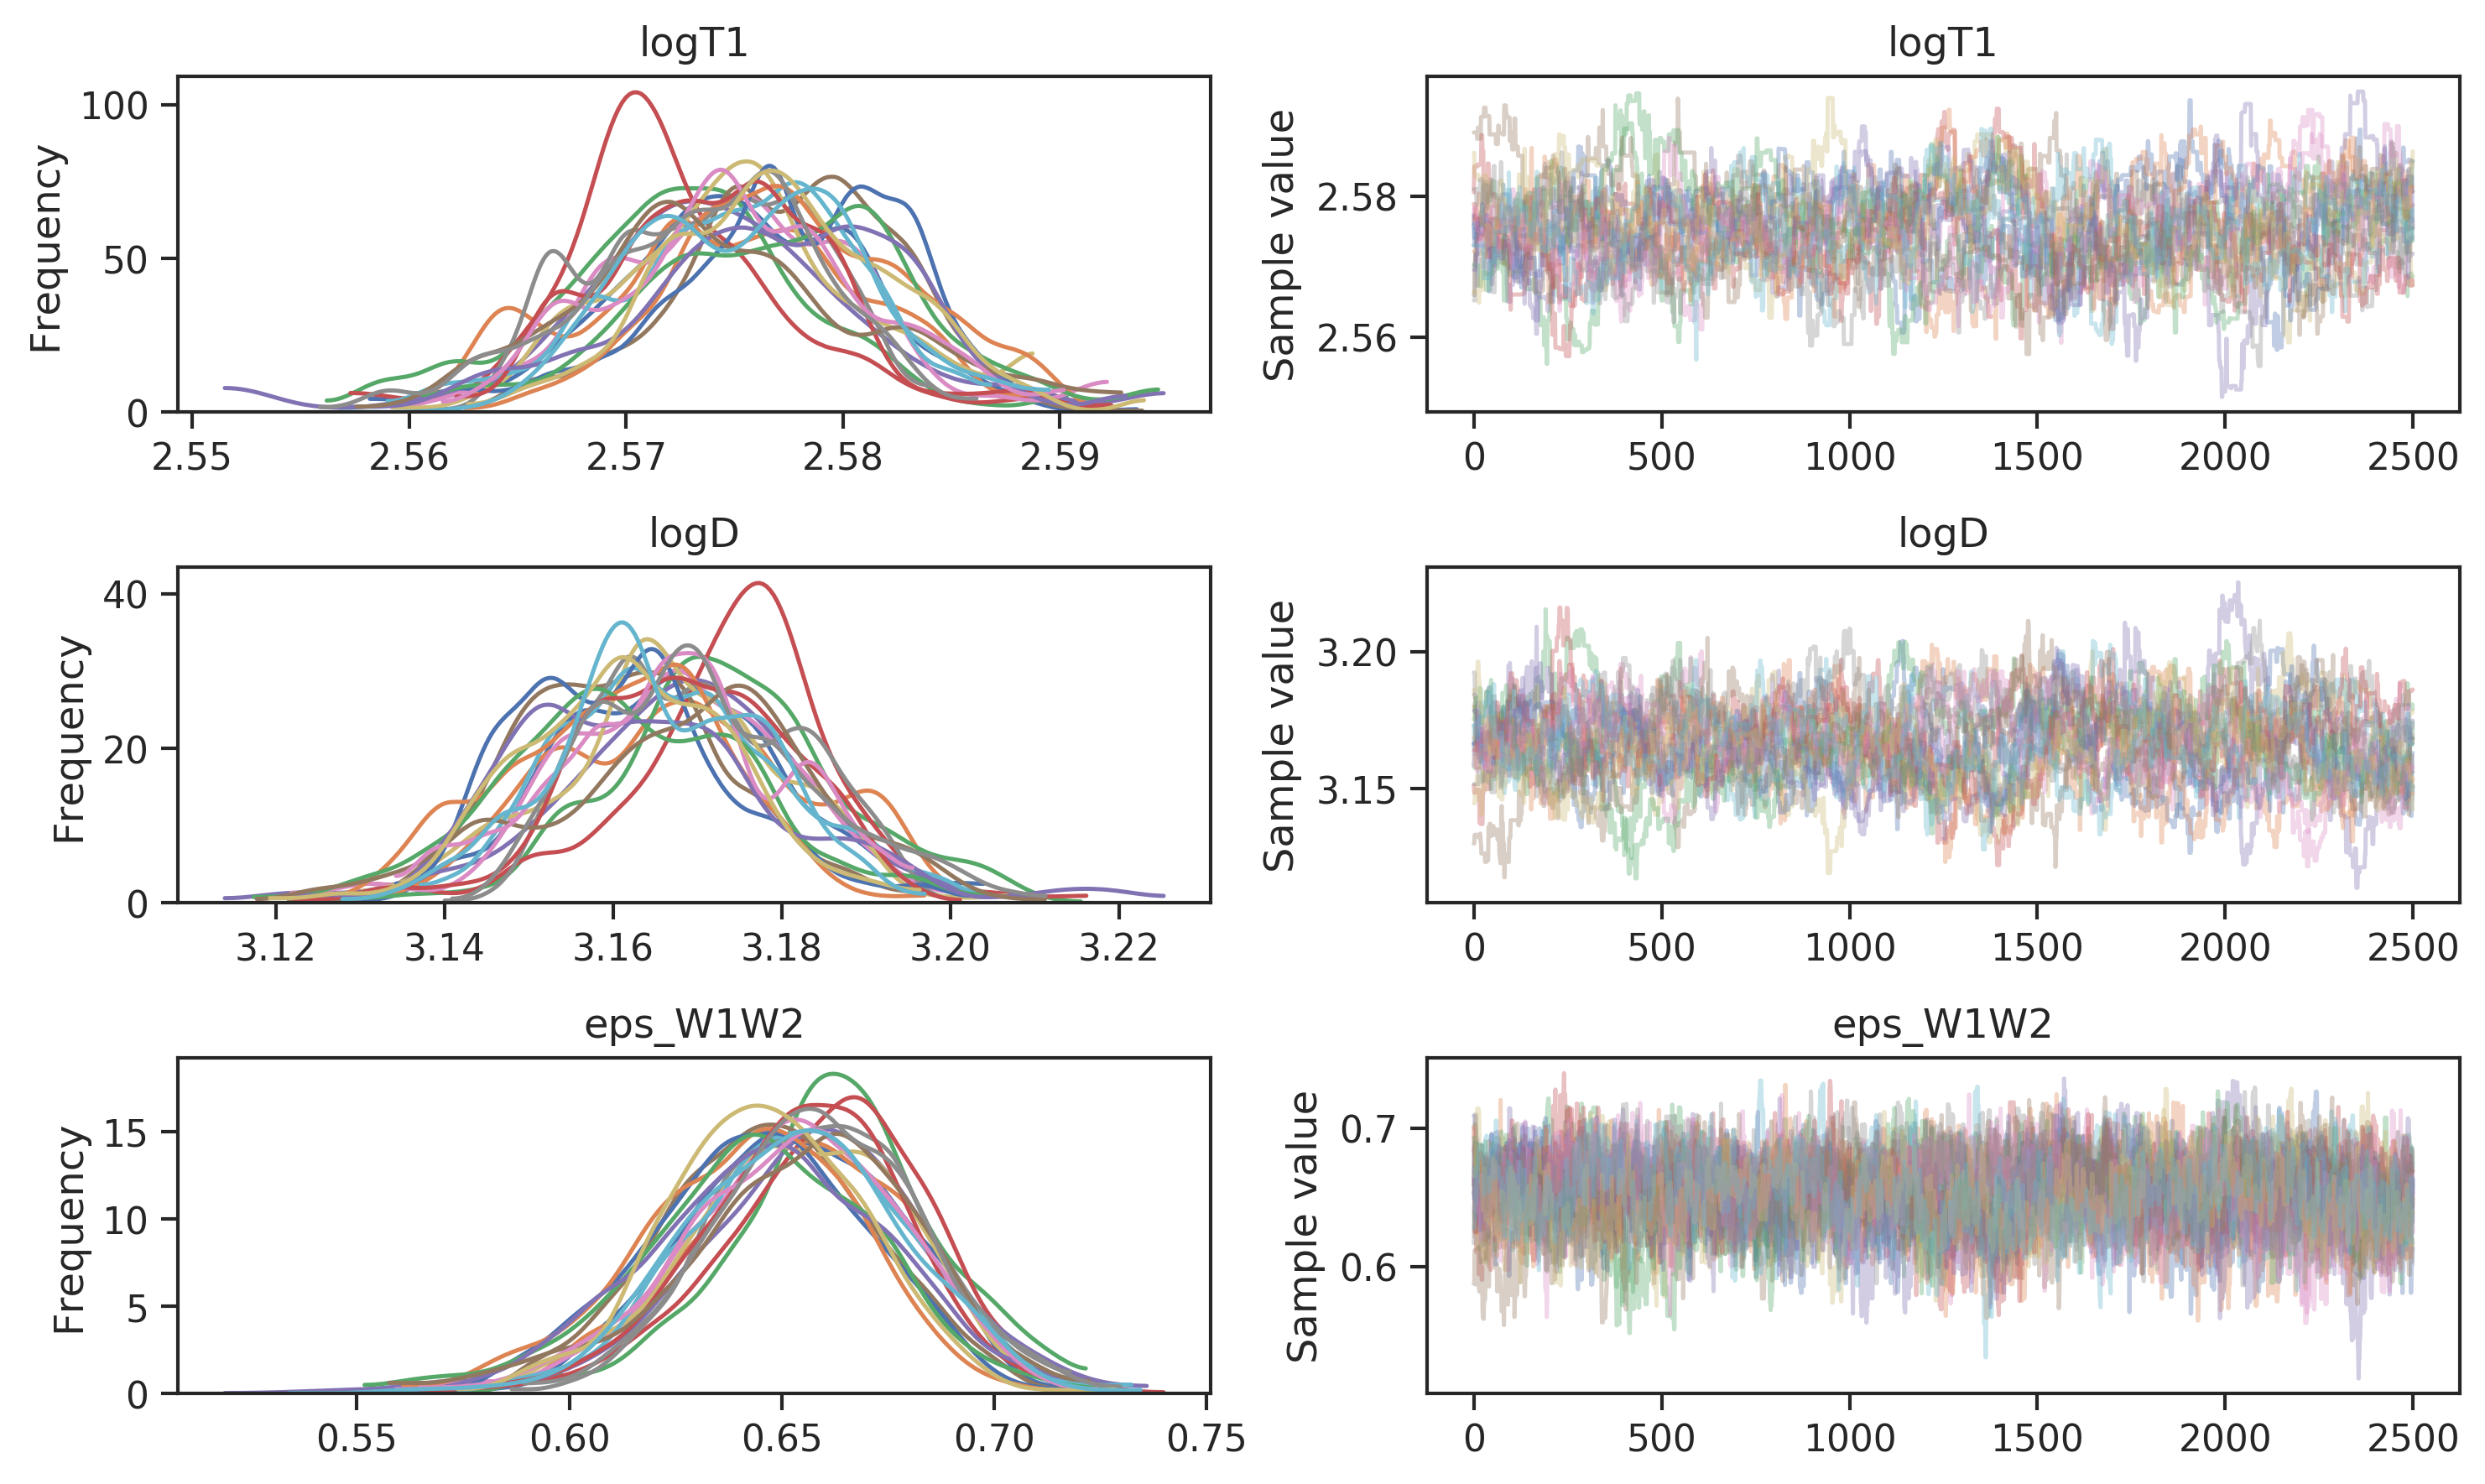 logT1
logT1
Frequency
100
50
0
2.55 2.56 2.57 2.58 2.59
Sample value
2.58
2.56
0 500 1000 1500 2000 2500
logD
logD
Frequency
40
20
0
3.12 3.14 3.16 3.18 3.20 3.22
Sample value
3.20
3.15
0 500 1000 1500 2000 2500
eps_W1W2
eps_W1W2
Frequency
15
10
5
0
0.55 0.60 0.65 0.70 0.75
Sample value
0.7
0.6
0 500 1000 1500 2000 2500